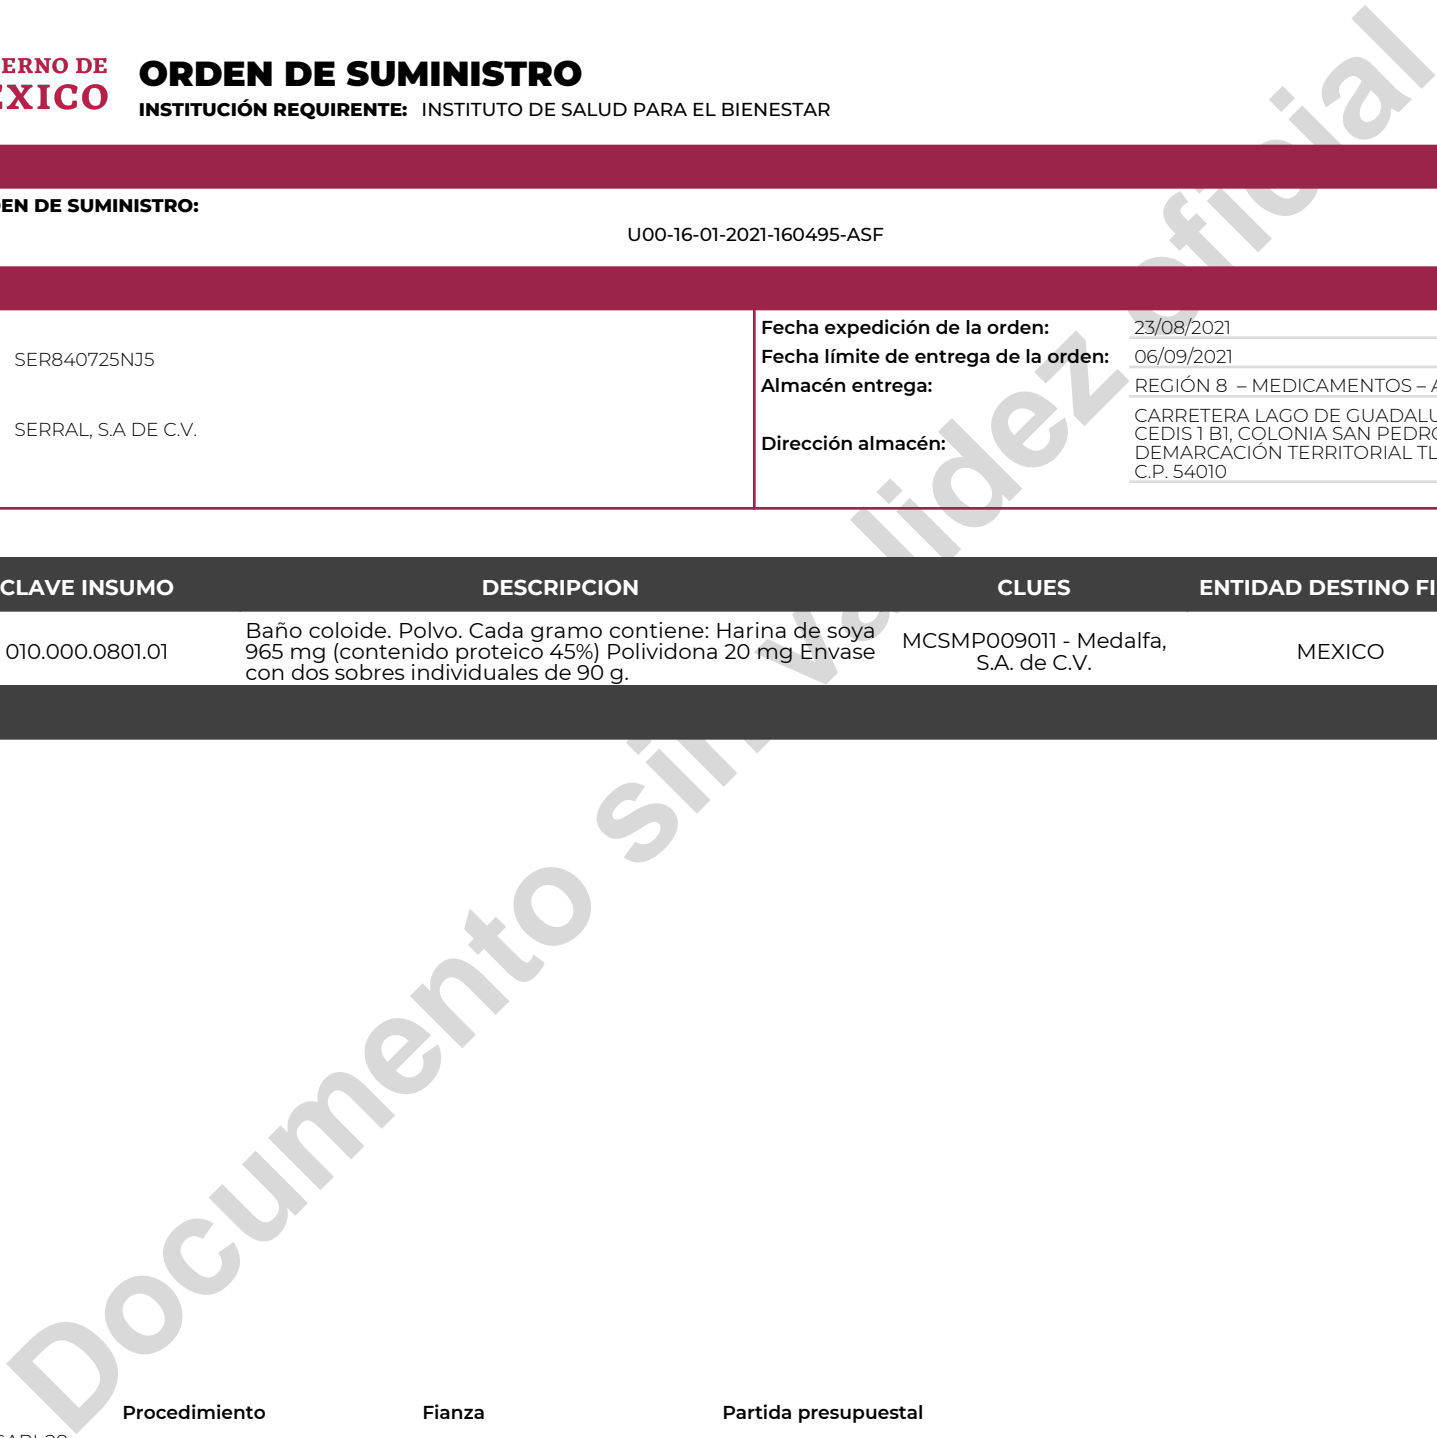 ERNO DE
EXICO
ORDEN DE SUMINISTRO
INSTITUCIÓN REQUIRENTE: INSTITUTO DE SALUD PARA EL BIENESTAR
EN DE SUMINISTRO:
U00-16-01-2021-160495-ASF
SER840725NJ5
SERRAL, S.A DE C.V.
Fecha expedición de la orden: 23/08/2021
Fecha límite de entrega de la orden: 06/09/2021
Almacén entrega: REGIÓN 8 – MEDICAMENTOS – A
Dirección almacén: CARRETERA LAGO DE GUADALU
CEDIS 1 B1, COLONIA SAN PEDRO
DEMARCACIÓN TERRITORIAL TL
C.P. 54010
CLAVE INSUMO DESCRIPCION CLUES ENTIDAD DESTINO FI
010.000.0801.01
Baño coloide. Polvo. Cada gramo contiene: Harina de soya
965 mg (contenido proteico 45%) Polividona 20 mg Envase
con dos sobres individuales de 90 g.
MCSMP009011 - Medalfa,
S.A. de C.V.
MEXICO
Documento sin validez oficial
Procedimiento Fianza Partida presupuestal